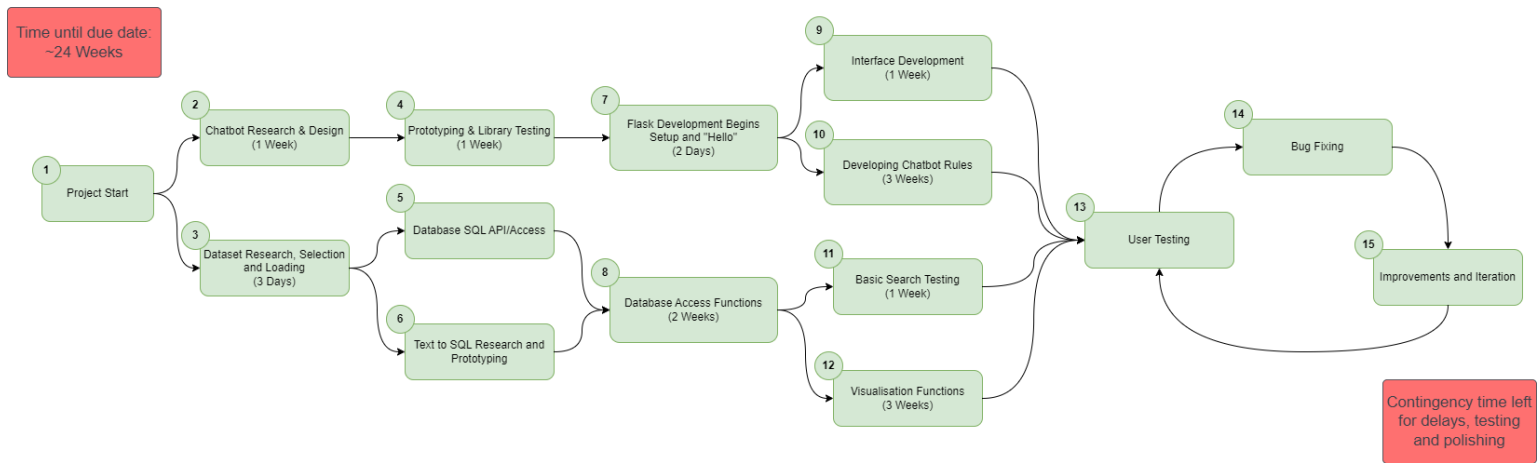 Time until due date:
~24 Weeks
1
Project Start
2
Chatbot Research & Design
(1 Week)
3
Dataset Research, Selection
and Loading
(3 Days)
4
Prototyping & Library Testing
(1 Week)
5
Database SQL API/Access
6
Text to SQL Research and
Prototyping
7
Flask Development Begins
Setup and "Hello"
(2 Days)
8
Database Access Functions
(2 Weeks)
9
Interface Development
(1 Week)
10
Developing Chatbot Rules
(3 Weeks)
11
Basic Search Testing
(1 Week)
12
Visualisation Functions
(3 Weeks)
13
User Testing
14
Bug Fixing
15
Improvements and Iteration
Contingency time left
for delays, testing
and polishing